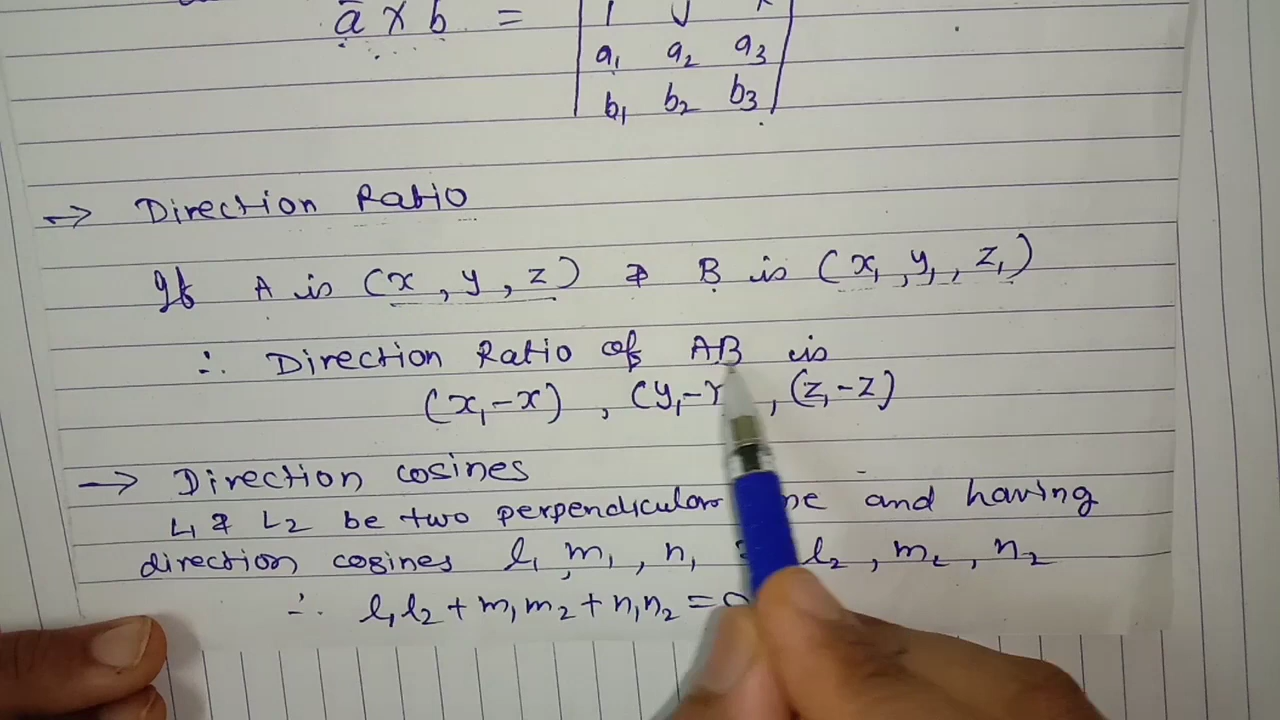 a̅ × b̅ =
a₁ a₂ a₃
b₁ b₂ b₃
→ Direction Ratio
If A is (x, y, z) & B is (x₁, y₁, z₁)
∴ Direction Ratio of AB is
(x₁-x), (y₁-y, (z₁-z)
→ Direction cosines
L₁ & L₂ be two perpendicular and having
direction cosines l₁, m₁, n₁ l₂, m₂, n₂
∴ l₁l₂ + m₁m₂ + n₁n₂ = 0